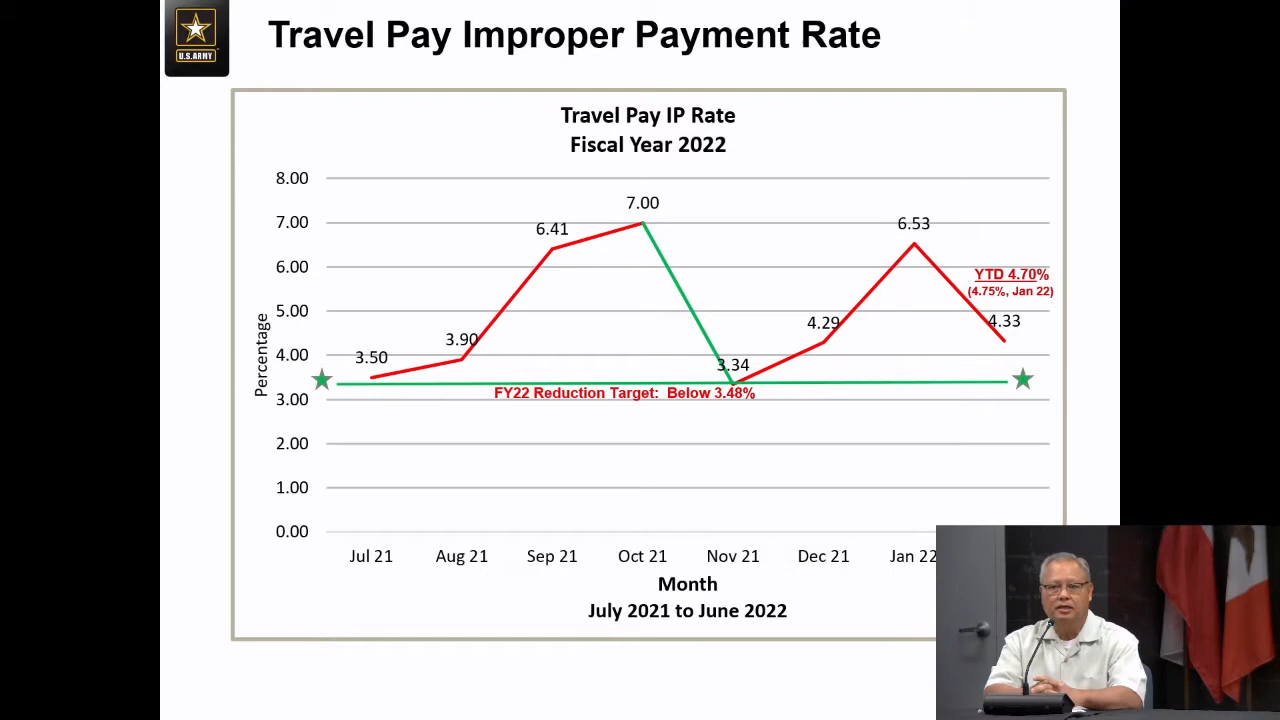 U.S.ARMY
Travel Pay Improper Payment Rate
Travel Pay IP Rate
Fiscal Year 2022
8.00
7.00
6.00
5.00
4.00
3.00
2.00
1.00
0.00
Percentage
3.50
3.90
6.41
7.00
3.34
4.29
6.53
4.33
YTD 4.70%
(4.75%, Jan 22)
FY22 Reduction Target: Below 3.48%
Jul 21 Aug 21 Sep 21 Oct 21 Nov 21 Dec 21 Jan 22
Month
July 2021 to June 2022